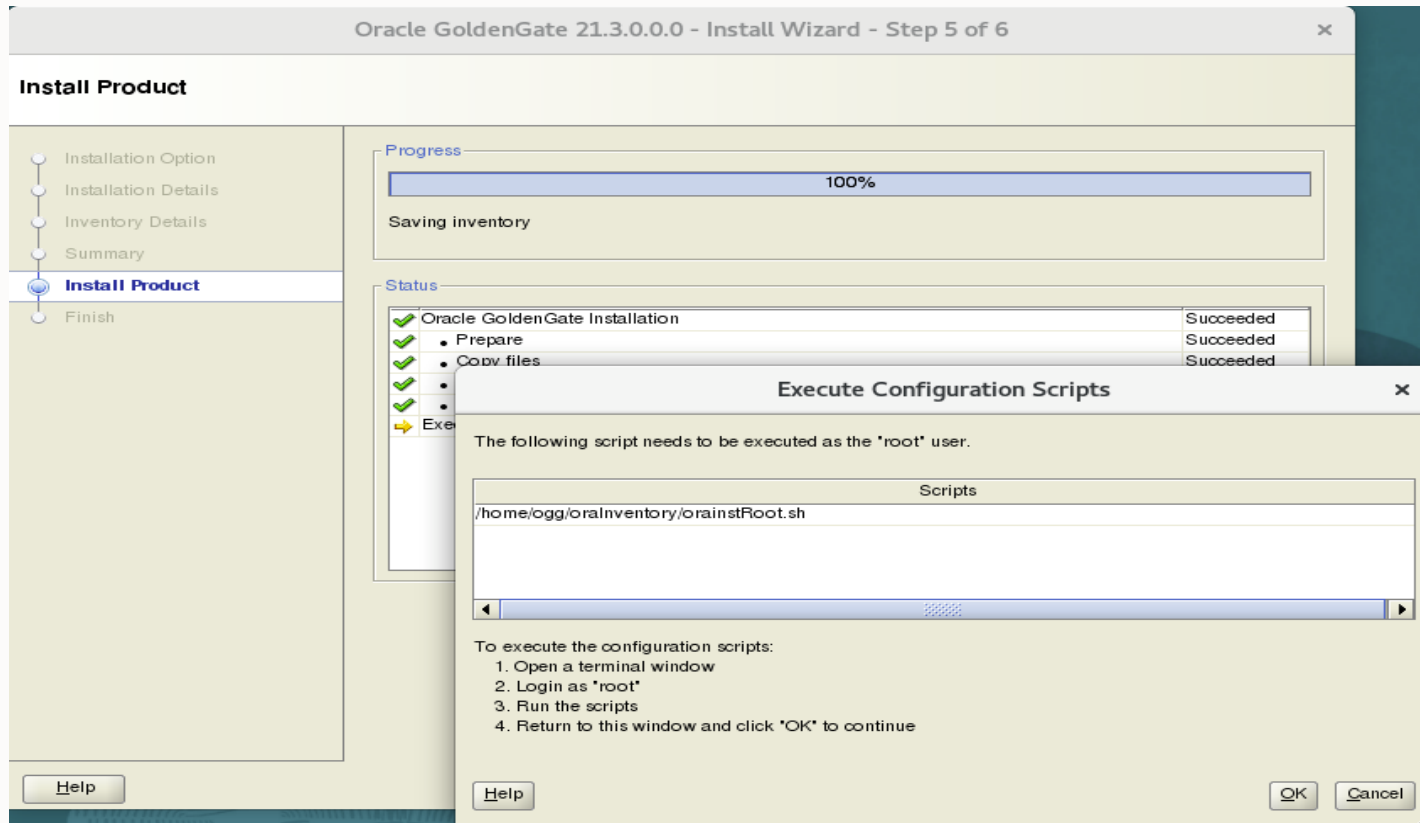 Oracle GoldenGate 21.3.0.0.0 - Install Wizard - Step 5 of 6
Install Product
Installation Option
Installation Details
Inventory Details
Summary
Install Product
Finish
Progress
100%
Saving inventory
Status
Oracle GoldenGate Installation Succeeded
• Prepare Succeeded
• Copy files Succeeded
•
•
Exe
Help
Execute Configuration Scripts
The following script needs to be executed as the "root" user.
Scripts
/home/ogg/oraInventory/orainstRoot.sh
To execute the configuration scripts:
1. Open a terminal window
2. Login as "root"
3. Run the scripts
4. Return to this window and click "OK" to continue
Help
OK
Cancel